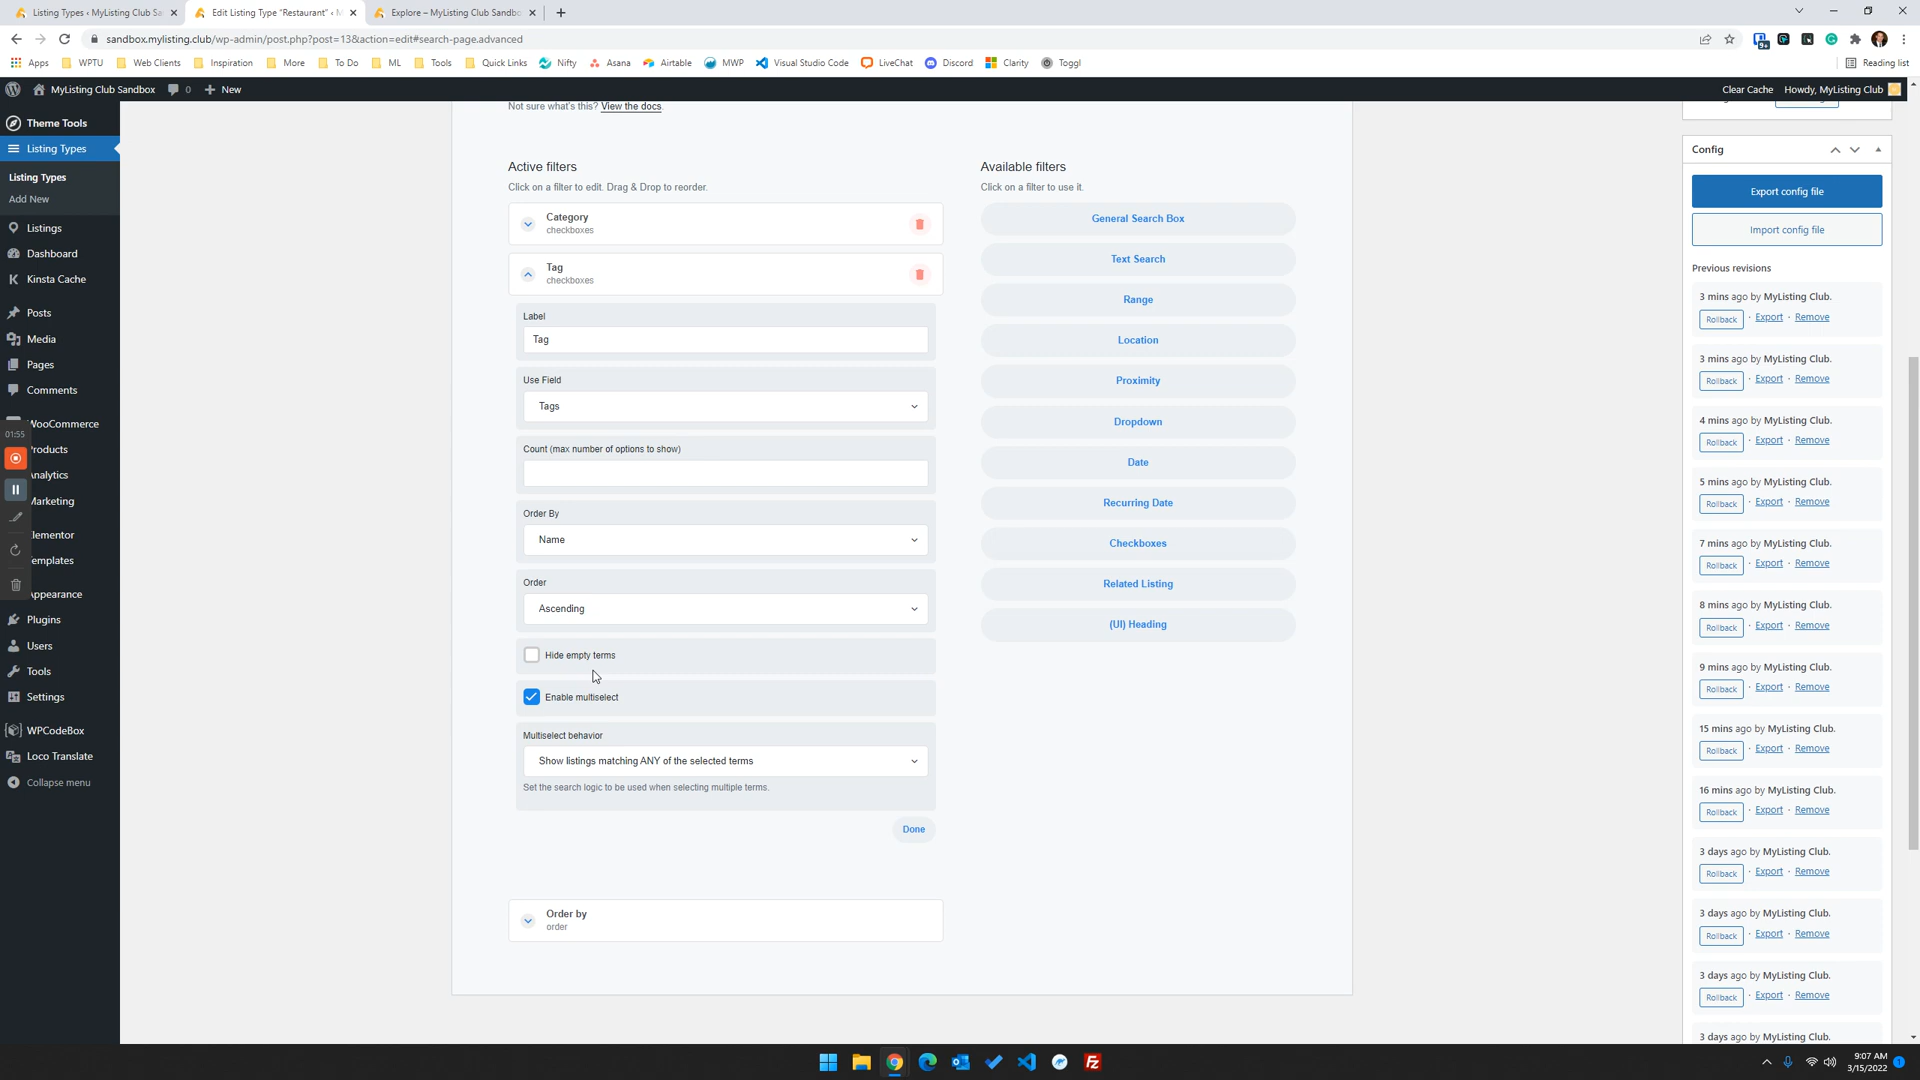 Listing Types ‹ MyListing Club Sa
Edit Listing Type "Restaurant" ‹ M
Explore – MyListing Club Sandbo
sandbox.mylisting.club/wp-admin/post.php?post=13&action=edit#search-page.advanced
Apps
WPTU
Web Clients
Inspiration
More
To Do
ML
Tools
Quick Links
Nifty
Asana
Airtable
MWP
Visual Studio Code
LiveChat
Discord
Clarity
Toggl
Reading list
MyListing Club Sandbox
0
New
Clear Cache
Howdy, MyListing Club
Theme Tools
Listing Types
Listing Types
Add New
Listings
Dashboard
Kinsta Cache
Posts
Media
Pages
Comments
WooCommerce
01:55
Products
Analytics
Marketing
Elementor
Templates
Appearance
Plugins
Users
Tools
Settings
WPCodeBox
Loco Translate
Collapse menu
Not sure what's this? View the docs.
Active filters
Click on a filter to edit. Drag & Drop to reorder.
Category
checkboxes
Tag
checkboxes
Label
Tag
Use Field
Tags
Count (max number of options to show)
Order By
Name
Order
Ascending
Hide empty terms
Enable multiselect
Multiselect behavior
Show listings matching ANY of the selected terms
Set the search logic to be used when selecting multiple terms.
Done
Order by
order
Available filters
Click on a filter to use it.
General Search Box
Text Search
Range
Location
Proximity
Dropdown
Date
Recurring Date
Checkboxes
Related Listing
(UI) Heading
Config
Export config file
Import config file
Previous revisions
3 mins ago by MyListing Club.
Rollback · Export · Remove
3 mins ago by MyListing Club.
Rollback · Export · Remove
4 mins ago by MyListing Club.
Rollback · Export · Remove
5 mins ago by MyListing Club.
Rollback · Export · Remove
7 mins ago by MyListing Club.
Rollback · Export · Remove
8 mins ago by MyListing Club.
Rollback · Export · Remove
9 mins ago by MyListing Club.
Rollback · Export · Remove
15 mins ago by MyListing Club.
Rollback · Export · Remove
16 mins ago by MyListing Club.
Rollback · Export · Remove
3 days ago by MyListing Club.
Rollback · Export · Remove
3 days ago by MyListing Club.
Rollback · Export · Remove
3 days ago by MyListing Club.
Rollback · Export · Remove
3 days ago by MyListing Club.
9:07 AM
3/15/2022